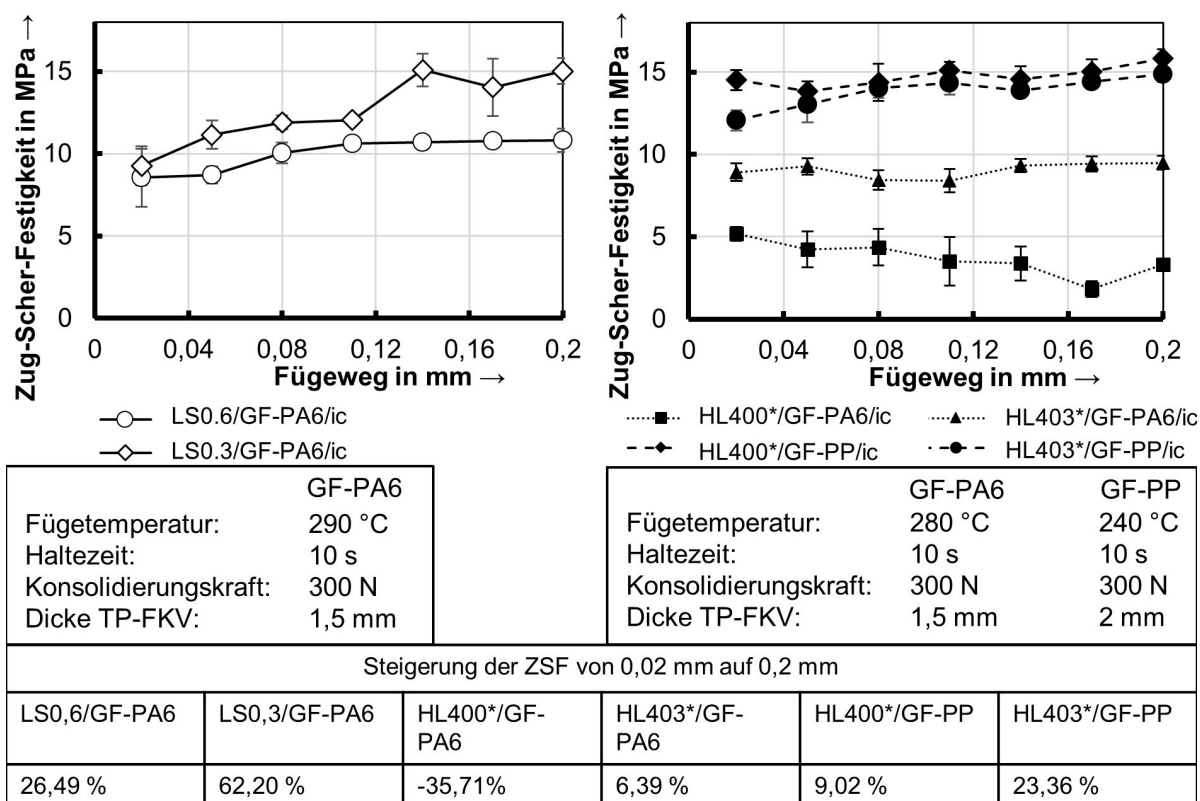 Zug-Scher-Festigkeit in MPa →
15
10
5
0
0
0,04
0,08
0,12
0,16
0,2
Fügeweg in mm →
LS0.6/GF-PA6/ic
LS0.3/GF-PA6/ic
Zug-Scher-Festigkeit in MPa →
15
10
5
0
0
0,04
0,08
0,12
0,16
0,2
Fügeweg in mm →
HL400*/GF-PA6/ic HL403*/GF-PA6/ic
HL400*/GF-PP/ic HL403*/GF-PP/ic
GF-PA6
Fügetemperatur: 290 °C
Haltezeit: 10 s
Konsolidierungskraft: 300 N
Dicke TP-FKV: 1,5 mm
GF-PA6 GF-PP
Fügetemperatur: 280 °C 240 °C
Haltezeit: 10 s 10 s
Konsolidierungskraft: 300 N 300 N
Dicke TP-FKV: 1,5 mm 2 mm
Steigerung der ZSF von 0,02 mm auf 0,2 mm
LS0,6/GF-PA6
LS0,3/GF-PA6
HL400*/GF-
PA6
HL403*/GF-
PA6
HL400*/GF-PP
HL403*/GF-PP
26,49 %
62,20 %
-35,71%
6,39 %
9,02 %
23,36 %